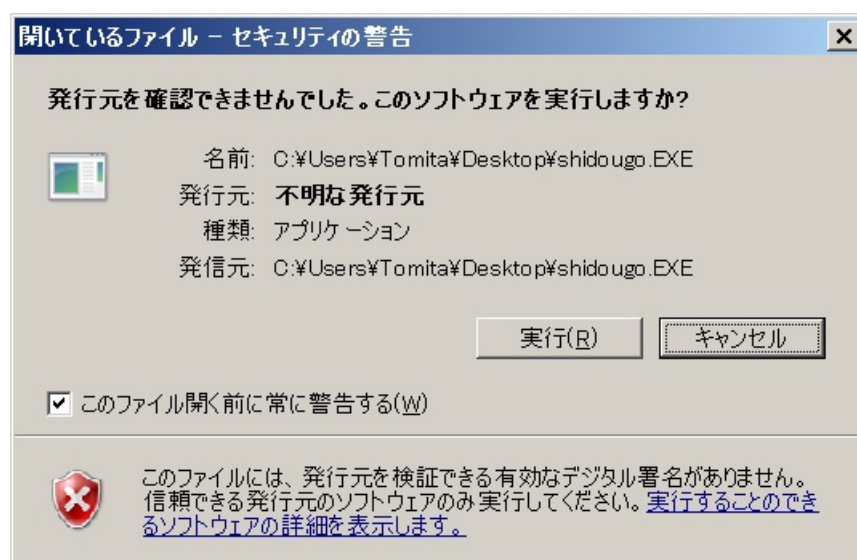 開いているファイル - セキュリティの警告
発行元を確認できませんでした。このソフトウェアを実行しますか?
名前: C:¥Users¥Tomita¥Desktop¥shidougo.EXE
発行元: 不明な発行元
種類: アプリケーション
発信元: C:¥Users¥Tomita¥Desktop¥shidougo.EXE
実行(R) キャンセル
このファイル開く前に常に警告する(W)
このファイルには、発行元を検証できる有効なデジタル署名がありません。
信頼できる発行元のソフトウェアのみ実行してください。実行することのでき
るソフトウェアの詳細を表示します。